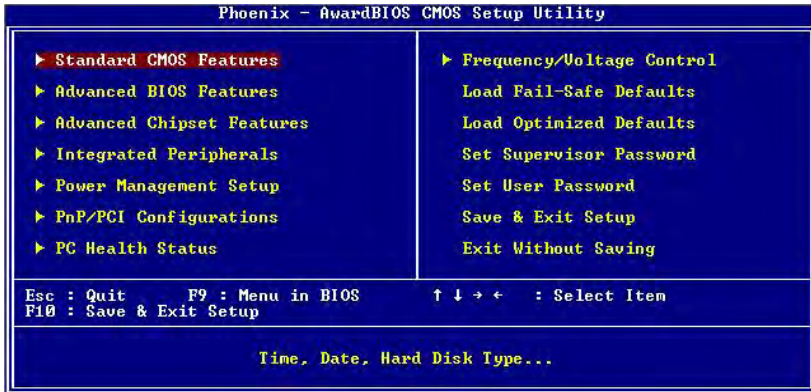 Phoenix - AwardBIOS CMOS Setup Utility
▶ Standard CMOS Features
▶ Advanced BIOS Features
▶ Advanced Chipset Features
▶ Integrated Peripherals
▶ Power Management Setup
▶ PnP/PCI Configurations
▶ PC Health Status
▶ Frequency/Voltage Control
Load Fail-Safe Defaults
Load Optimized Defaults
Set Supervisor Password
Set User Password
Save & Exit Setup
Exit Without Saving
Esc : Quit F9 : Menu in BIOS ↑ ↓ → ← : Select Item
F10 : Save & Exit Setup
Time, Date, Hard Disk Type...